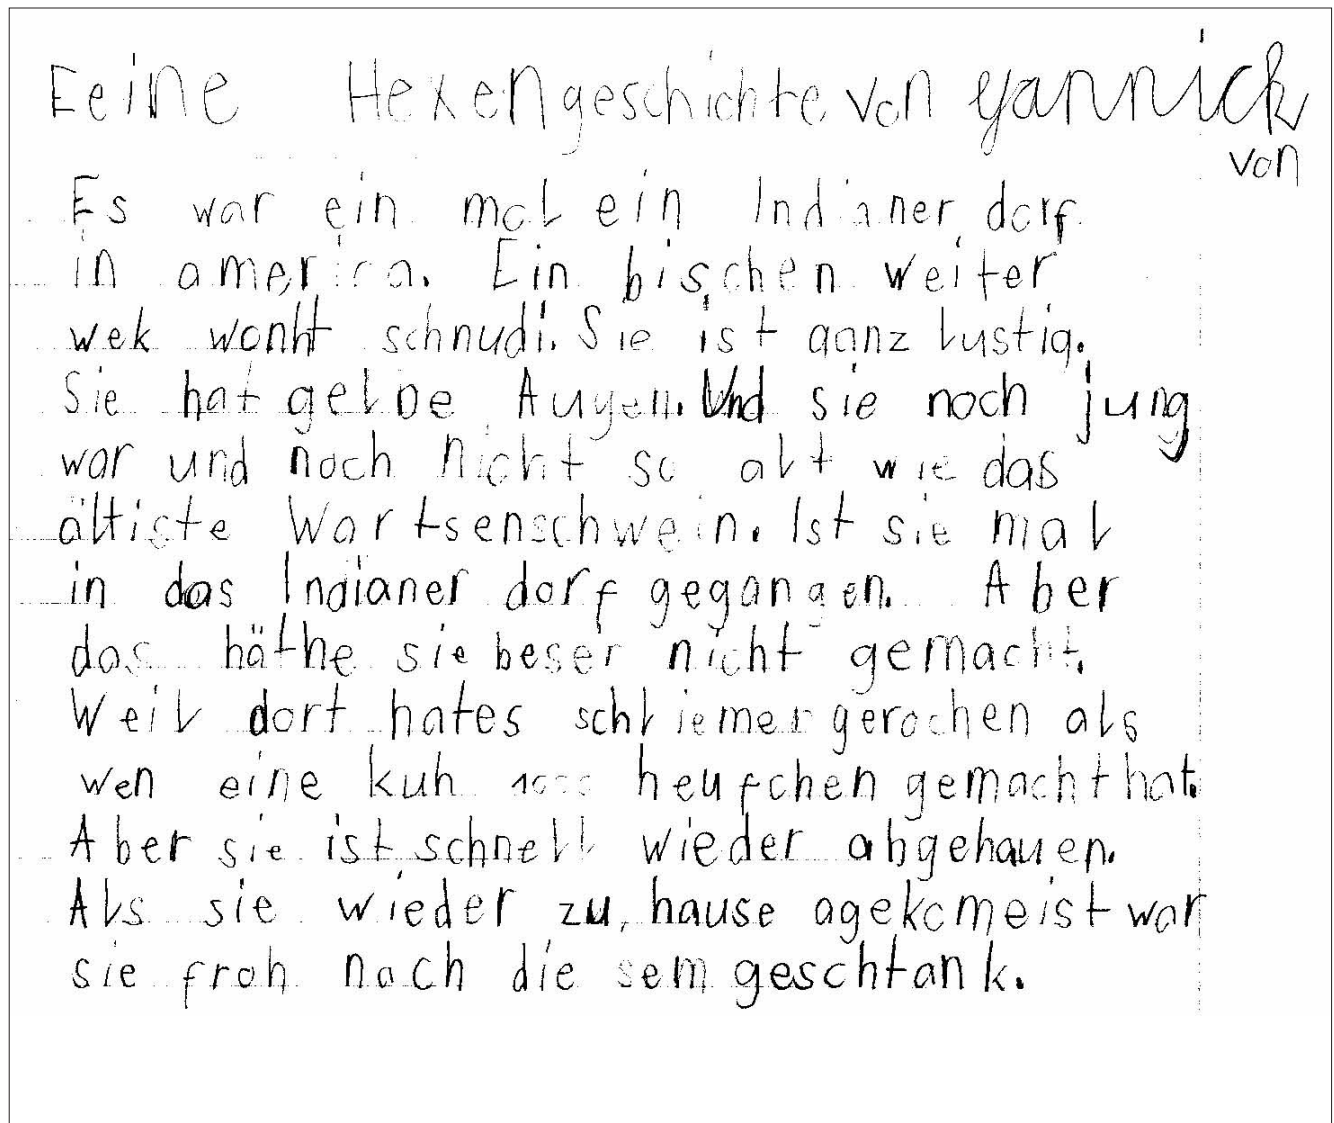 Eeine Hexengeschichte von yannick
von
Es war ein mal ein Indianer dorf
in america. Ein bischen weiter
wek wonht schnudi. Sie ist ganz lustig.
Sie hat gelbe Augen. Und sie noch jung
war und noch nicht so alt wie das
ältiste Wartsenschwein. Ist sie mal
in das Indianer dorf gegangen. Aber
das häthe sie beser nicht gemacht.
Weil dort hates schliemer gerochen als
wen eine kuh 1000 heufchen gemacht hat.
Aber sie ist schnell wieder abgehauen.
Als sie wieder zu hause agekomeist war
sie froh nach die sem geschtank.